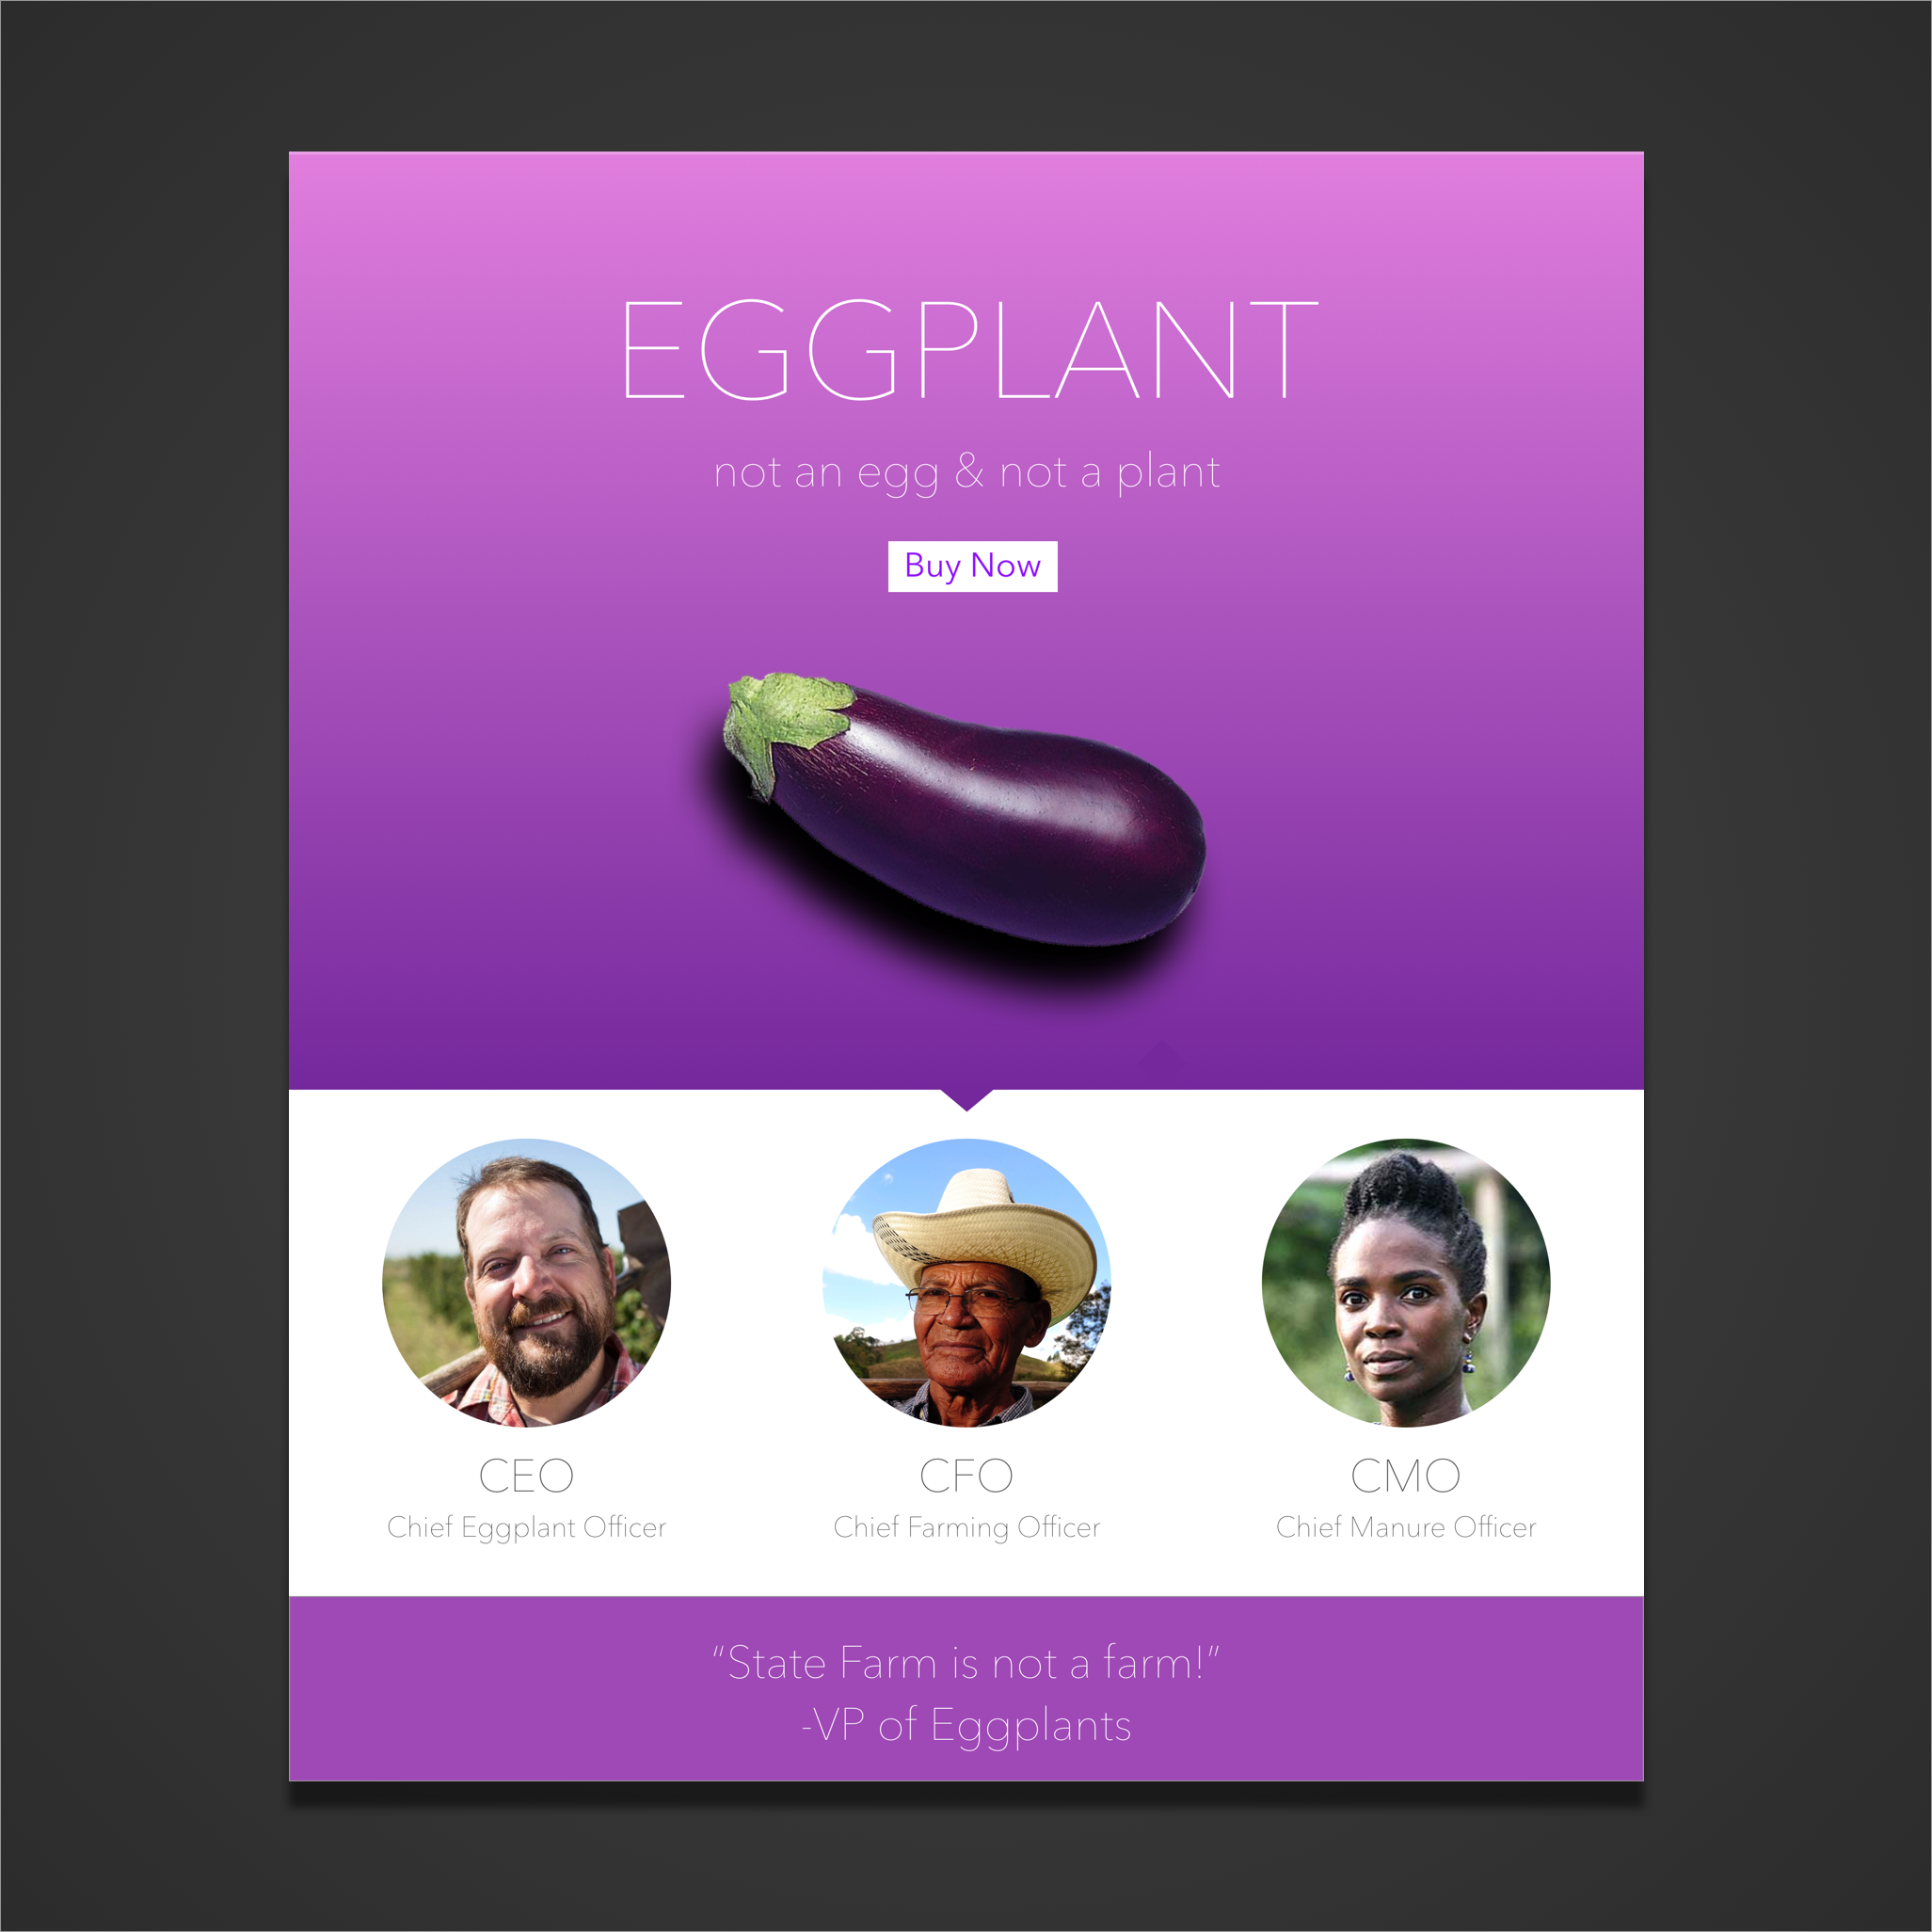 EGGPLANT
not an egg & not a plant
Buy Now
CEO
Chief Eggplant Officer
CFO
Chief Farming Officer
CMO
Chief Manure Officer
“State Farm is not a farm!”
-VP of Eggplants